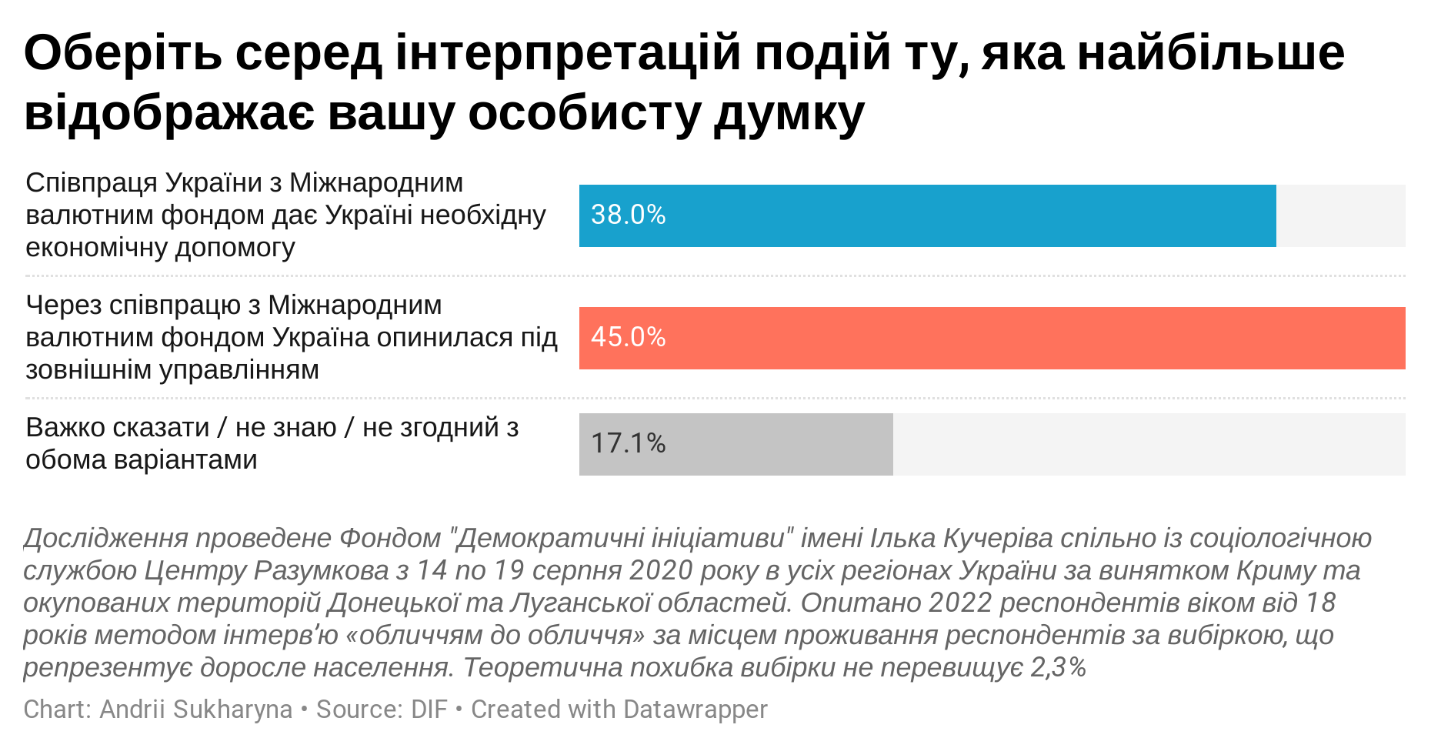 Оберіть серед інтерпретацій подій ту, яка найбільше
відображає вашу особисту думку
Співпраця України з Міжнародним
валютним фондом дає Україні необхідну
економічну допомогу
38.0%
Через співпрацю з Міжнародним
валютним фондом Україна опинилася під
зовнішнім управлінням
45.0%
Важко сказати / не знаю / не згодний з
обома варіантами
17.1%
Дослідження проведене Фондом "Демократичні ініціативи" імені Ілька Кучеріва спільно із соціологічною
службою Центру Разумкова з 14 по 19 серпня 2020 року в усіх регіонах України за винятком Криму та
окупованих територій Донецької та Луганської областей. Опитано 2022 респондентів віком від 18
років методом інтерв’ю «обличчям до обличчя» за місцем проживання респондентів за вибіркою, що
репрезентує доросле населення. Теоретична похибка вибірки не перевищує 2,3%
Chart: Andrii Sukharyna • Source: DIF • Created with Datawrapper